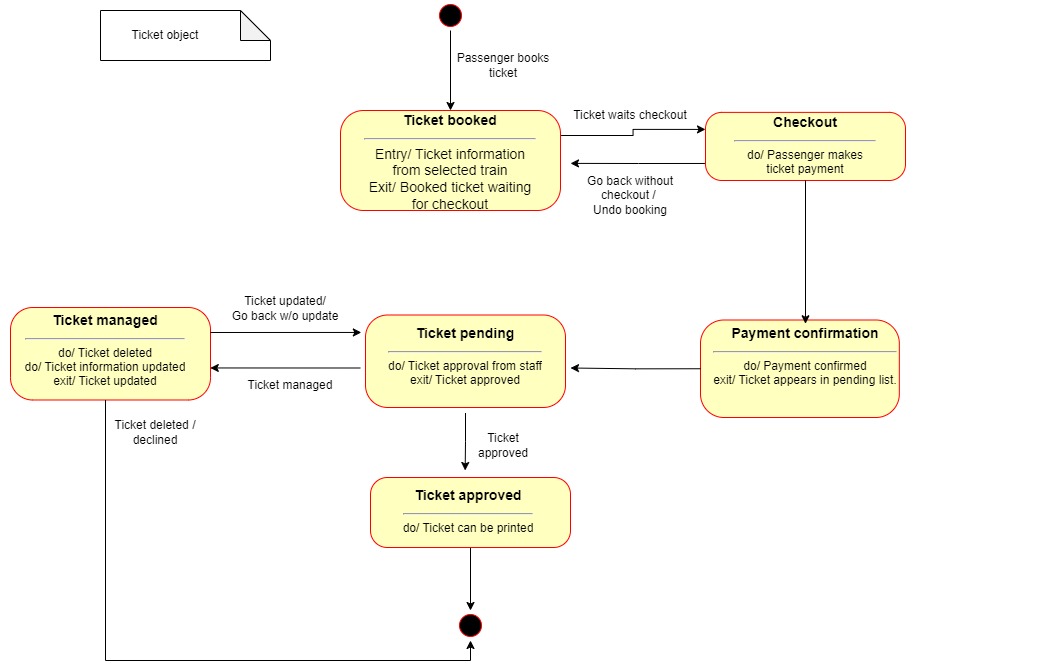 Ticket object
Passenger books
ticket
Ticket booked
Entry/ Ticket information
from selected train
Exit/ Booked ticket waiting
for checkout
Ticket waits checkout
Go back without
checkout /
Undo booking
Checkout
do/ Passenger makes
ticket payment
Ticket managed
do/ Ticket deleted
do/ Ticket information updated
exit/ Ticket updated
Ticket updated/
Go back w/o update
Ticket managed
Ticket pending
do/ Ticket approval from staff
exit/ Ticket approved
Payment confirmation
do/ Payment confirmed
exit/ Ticket appears in pending list.
Ticket deleted /
declined
Ticket
approved
Ticket approved
do/ Ticket can be printed